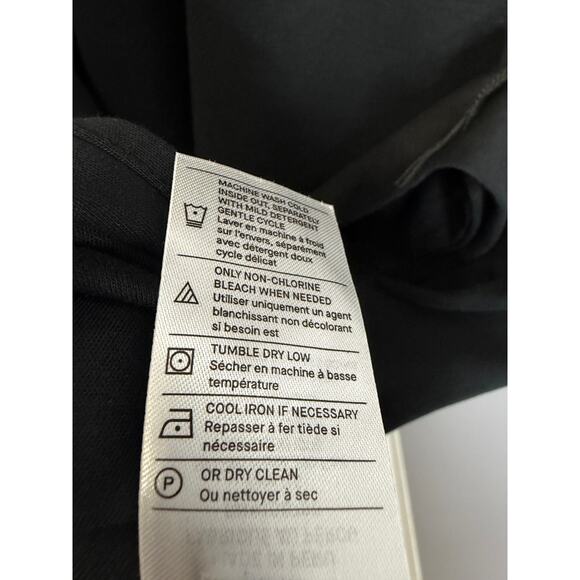 MACHINE WASH COLD
INSIDE OUT, SEPARATELY
WITH MILD DETERGENT
GENTLE CYCLE
Laver en machine à froid
sur l'envers, séparément
avec détergent doux
cycle délicat
ONLY NON-CHLORINE
BLEACH WHEN NEEDED
Utiliser uniquement un agent
blanchissant non décolorant
si besoin est
TUMBLE DRY LOW
Sécher en machine à basse
température
COOL IRON IF NECESSARY
Repasser à fer tiède si
nécessaire
P
OR DRY CLEAN
Ou nettoyer à sec